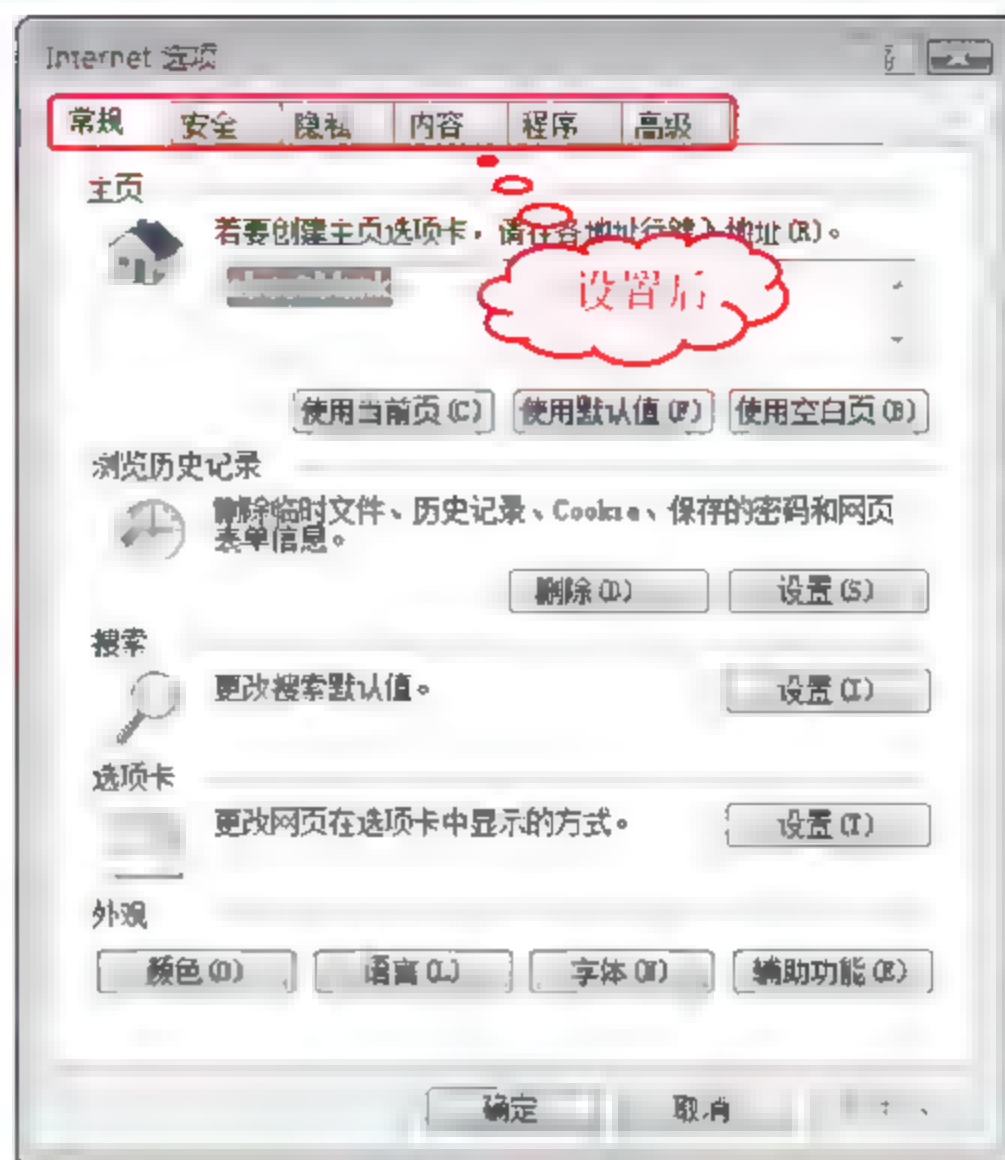 Internet 选项
常规 安全 隐私 内容 程序 高级
主页
若要创建主页选项卡，请在各地址行键入地址(R)。
设置后
使用当前页(C) 使用默认值(F) 使用空白页(B)
浏览历史记录
删除临时文件、历史记录、Cookie、保存的密码和网页
表单信息。
删除(D) 设置(S)
搜索
更改搜索默认值。
设置(I)
选项卡
更改网页在选项卡中显示的方式。
设置(T)
外观
颜色(O) 语言(L) 字体(N) 辅助功能(E)
确定 取消